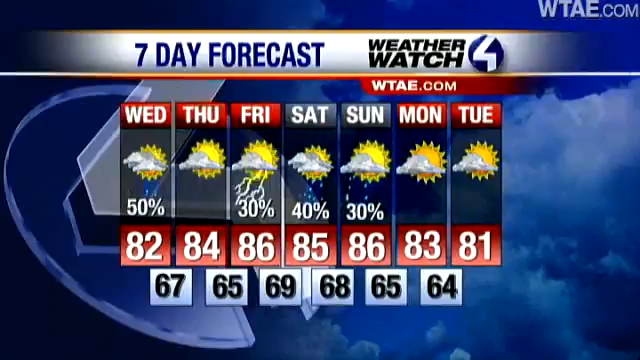 WTAE.COM
7 DAY FORECAST
WEATHER WATCH 4
WTAE.COM
WED THU FRI SAT SUN MON TUE
50% 30% 40% 30%
82 84 86 85 86 83 81
67 65 69 68 65 64